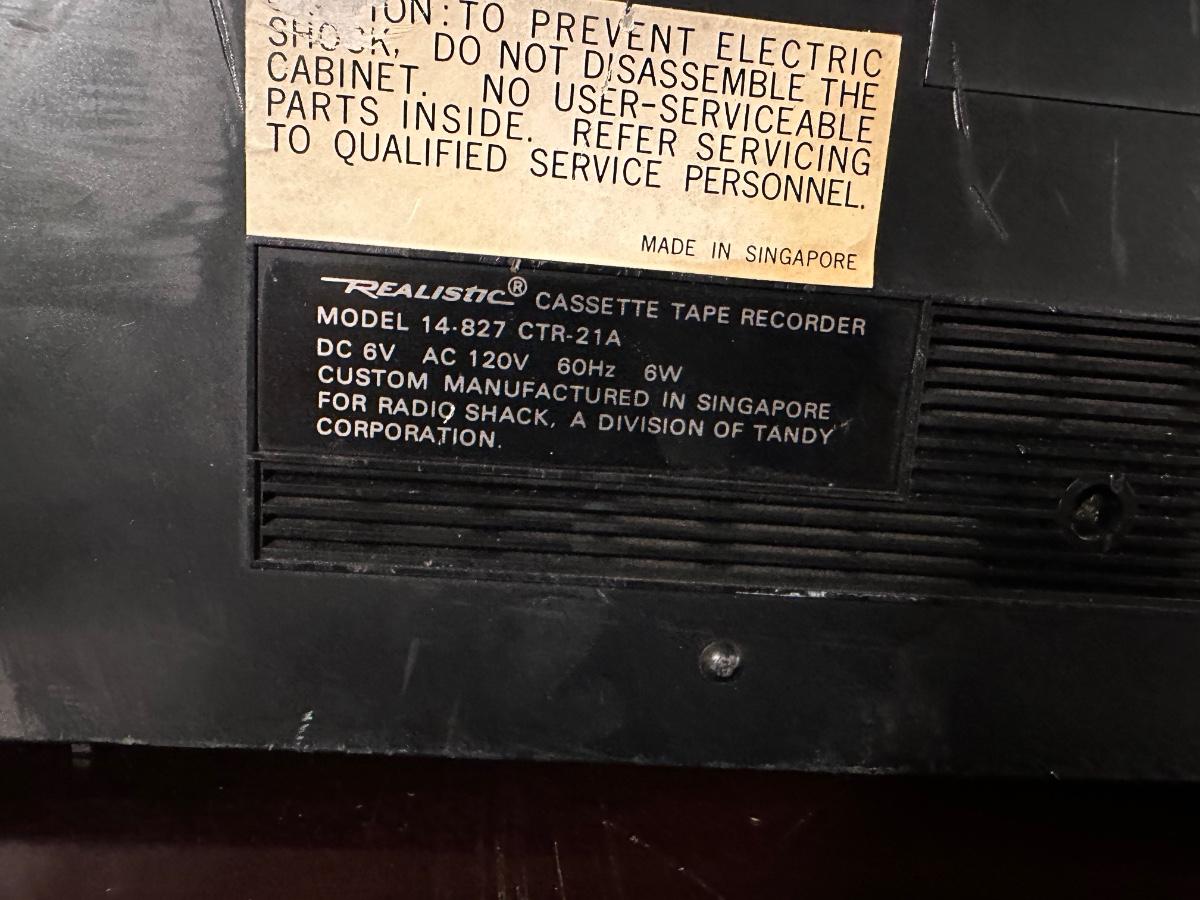 CAUTION: TO PREVENT ELECTRIC
SHOCK, DO NOT DISASSEMBLE THE
CABINET. NO USER-SERVICEABLE
PARTS INSIDE. REFER SERVICING
TO QUALIFIED SERVICE PERSONNEL.
MADE IN SINGAPORE
REALISTIC® CASSETTE TAPE RECORDER
MODEL 14-827 CTR-21A
DC 6V AC 120V 60Hz 6W
CUSTOM MANUFACTURED IN SINGAPORE
FOR RADIO SHACK, A DIVISION OF TANDY
CORPORATION.